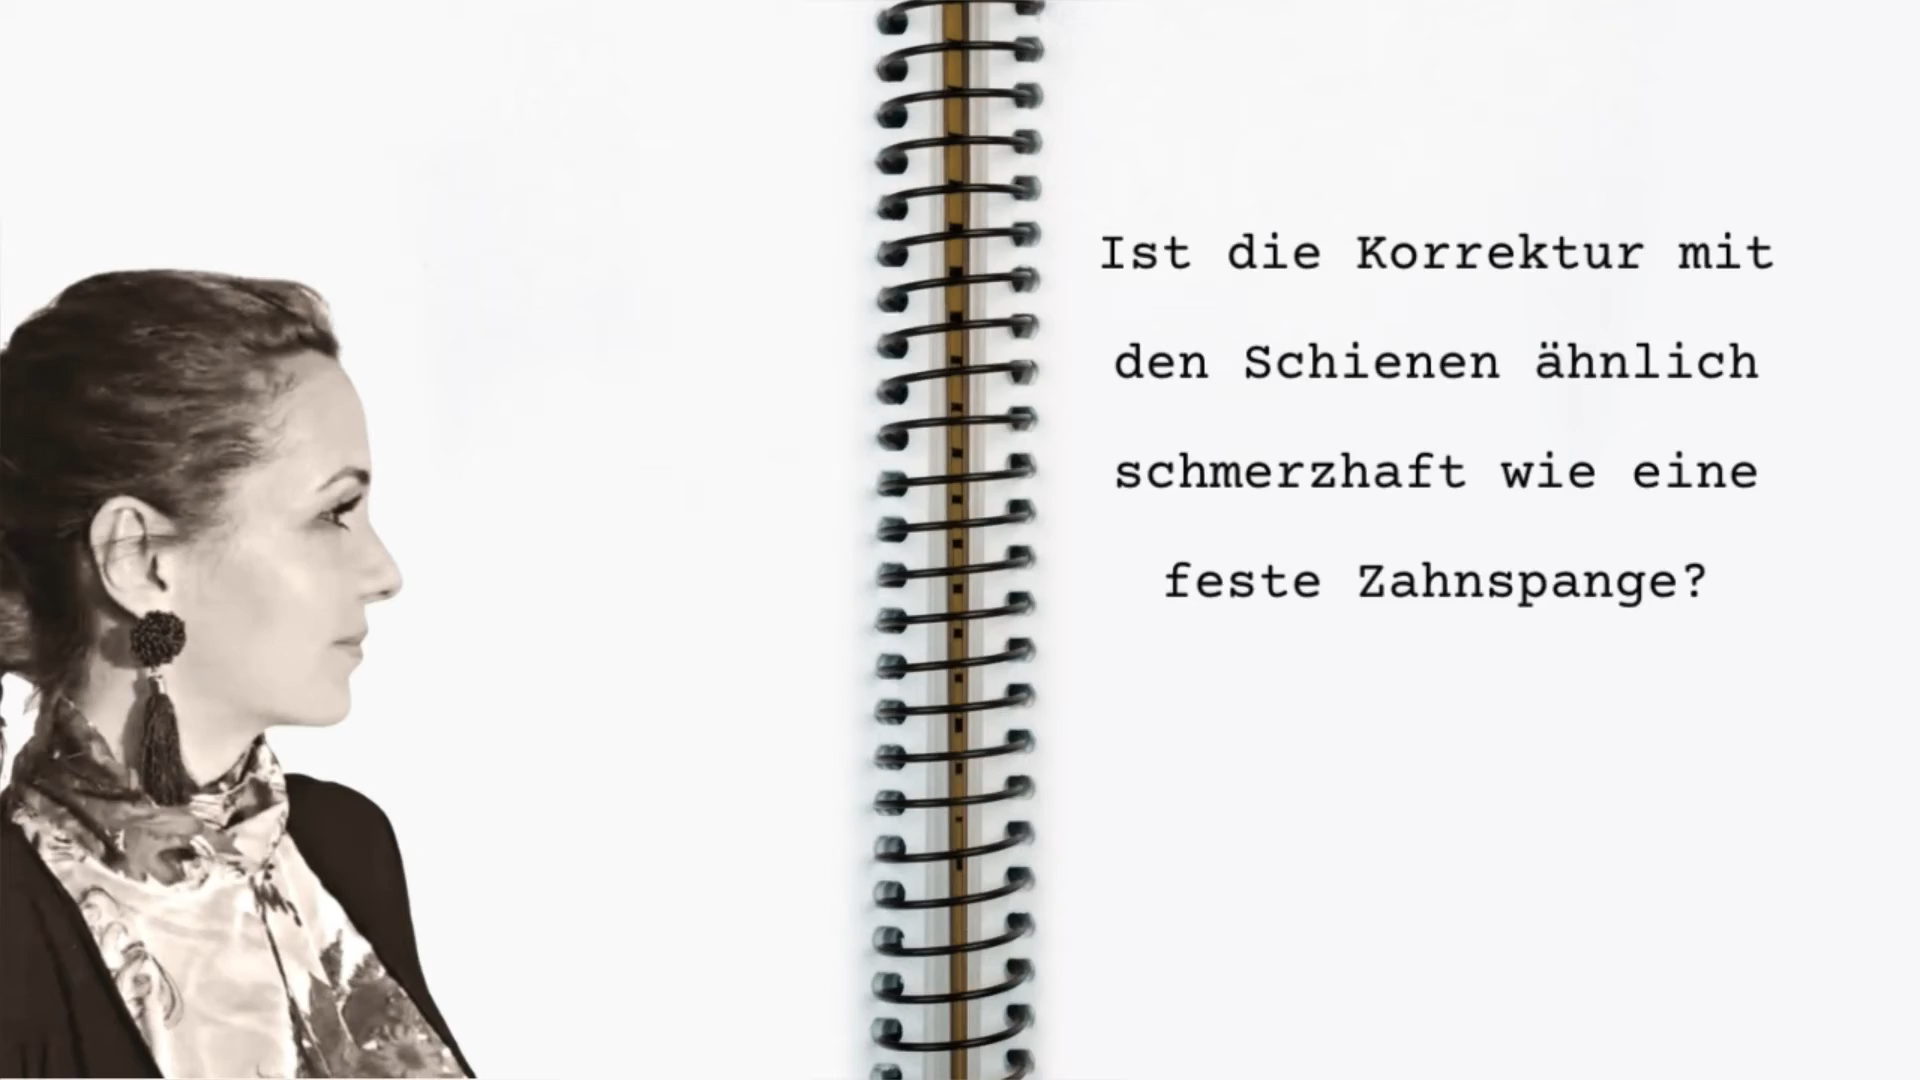 Ist die Korrektur mit
den Schienen ähnlich
schmerzhaft wie eine
feste Zahnspange?